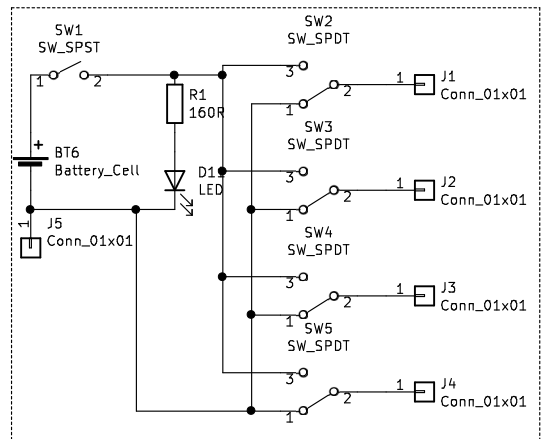 SW1
SW_SPST
1
2
BT6
Battery_Cell
+
1
J5
Conn_01x01
R1
160R
D1
LED
SW2
SW_SPDT
3
1
2
1
J1
Conn_01x01
SW3
SW_SPDT
3
1
2
1
J2
Conn_01x01
SW4
SW_SPDT
3
1
2
1
J3
Conn_01x01
SW5
SW_SPDT
3
1
2
1
J4
Conn_01x01